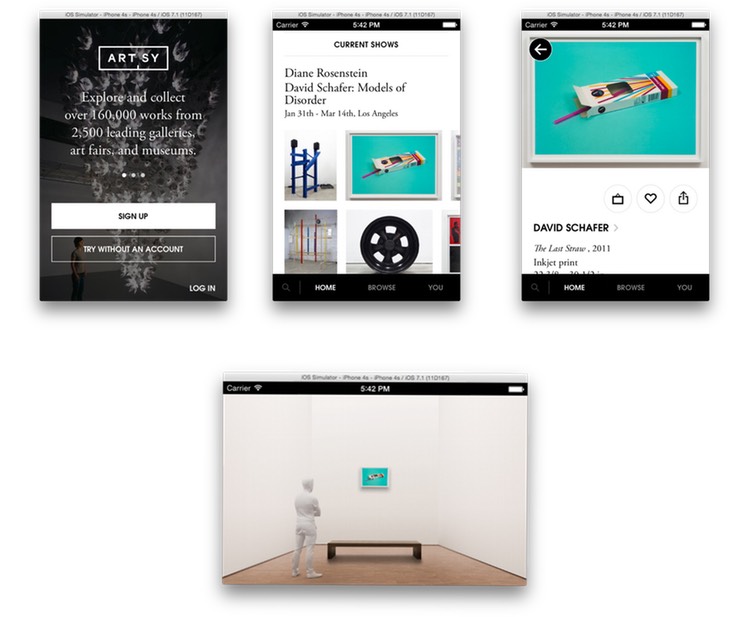 iOS Simulator - iPhone 4s - iPhone 4s / iOS 7.1 (11D167)
ART SY
Explore and collect
over 160,000 works from
2,500 leading galleries,
art fairs, and museums.
SIGN UP
TRY WITHOUT AN ACCOUNT
LOG IN
iOS Simulator - iPhone 4s - iPhone 4s / iOS 7.1 (11D167)
Carrier 5:42 PM
CURRENT SHOWS
Diane Rosenstein
David Schafer: Models of
Disorder
Jan 31th - Mar 14th, Los Angeles
HOME BROWSE YOU
iOS Simulator - iPhone 4s - iPhone 4s / iOS 7.1 (11D167)
Carrier 5:42 PM
DAVID SCHAFER
The Last Straw , 2011
Inkjet print
HOME BROWSE YOU
iOS Simulator - iPhone 4s - iPhone 4s / iOS 7.1 (11D167)
Carrier 5:42 PM